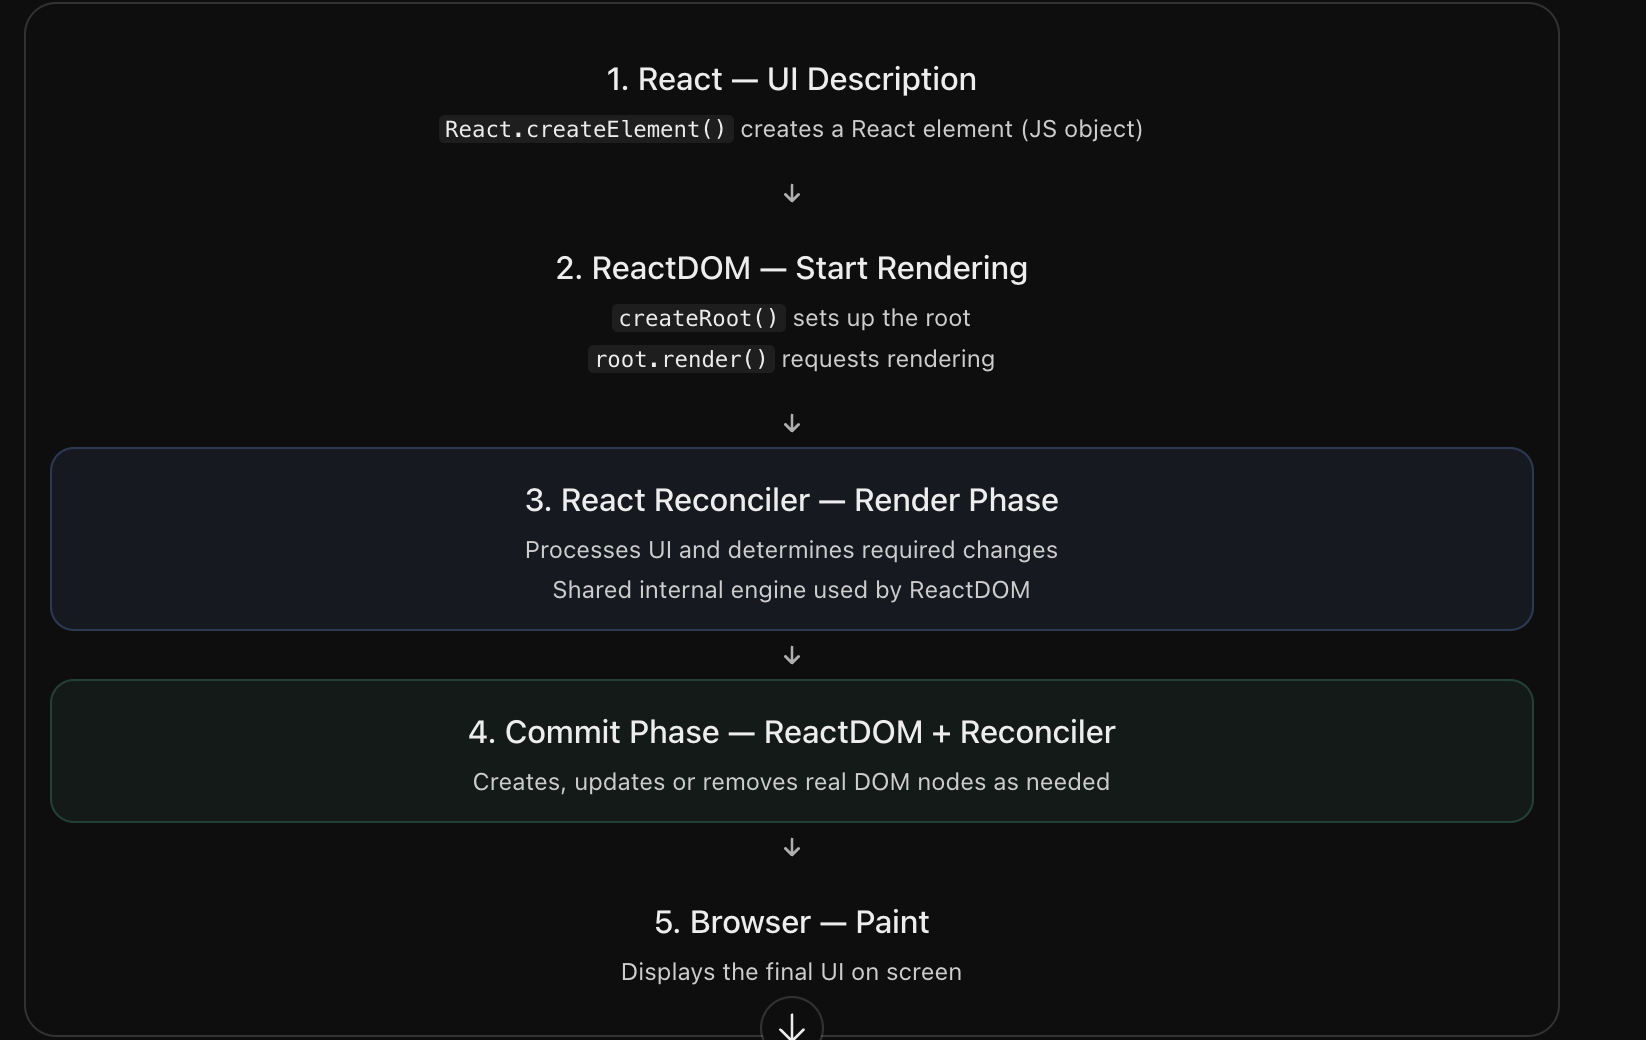 1. React — UI Description
React.createElement() creates a React element (JS object)
↓
2. ReactDOM — Start Rendering
createRoot() sets up the root
root.render() requests rendering
↓
3. React Reconciler — Render Phase
Processes UI and determines required changes
Shared internal engine used by ReactDOM
↓
4. Commit Phase — ReactDOM + Reconciler
Creates, updates or removes real DOM nodes as needed
↓
5. Browser — Paint
Displays the final UI on screen